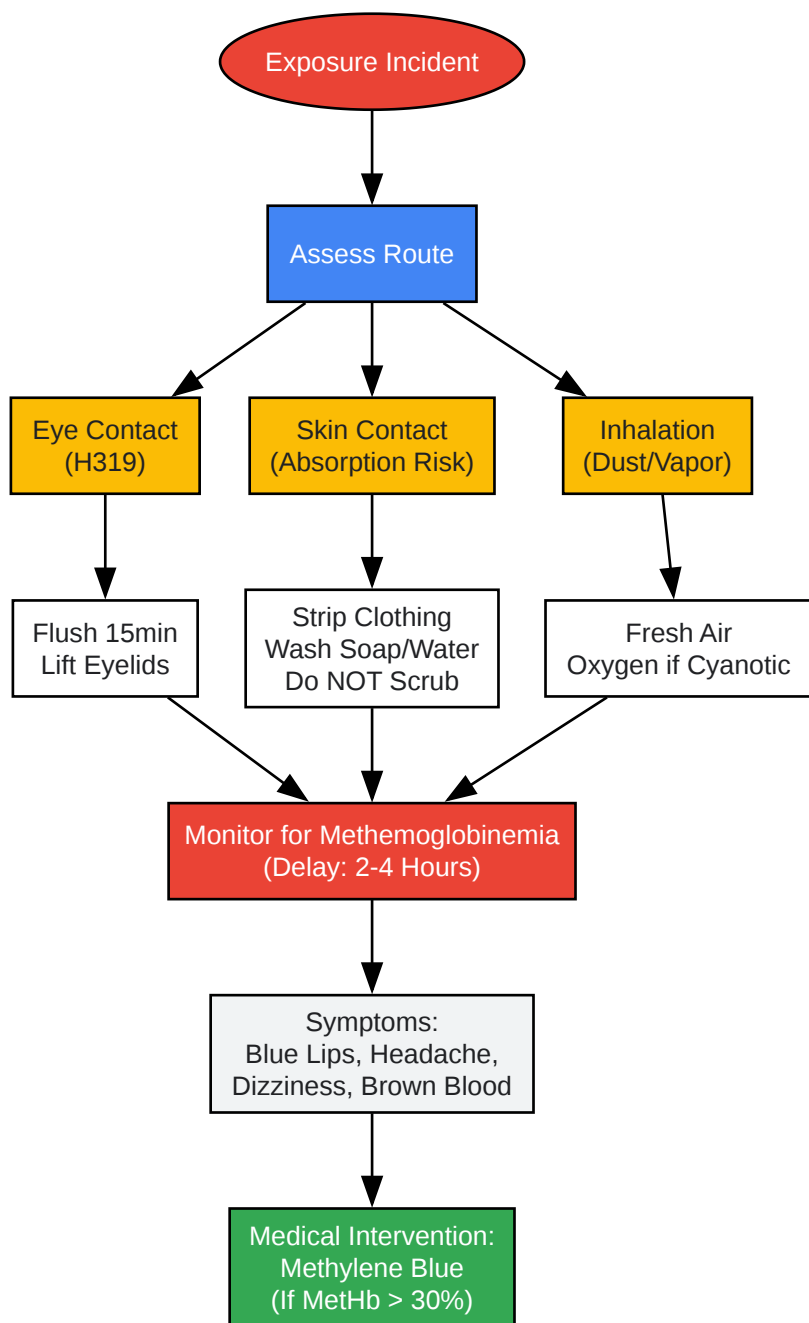 Exposure Incident
Assess Route
Eye Contact
(H319)
Skin Contact
(Absorption Risk)
Inhalation
(Dust/Vapor)
Flush 15min
Lift Eyelids
Strip Clothing
Wash Soap/Water
Do NOT Scrub
Fresh Air
Oxygen if Cyanotic
Monitor for Methemoglobinemia
(Delay: 2-4 Hours)
Symptoms:
Blue Lips, Headache,
Dizziness, Brown Blood
Medical Intervention:
Methylene Blue
(If MetHb > 30%)